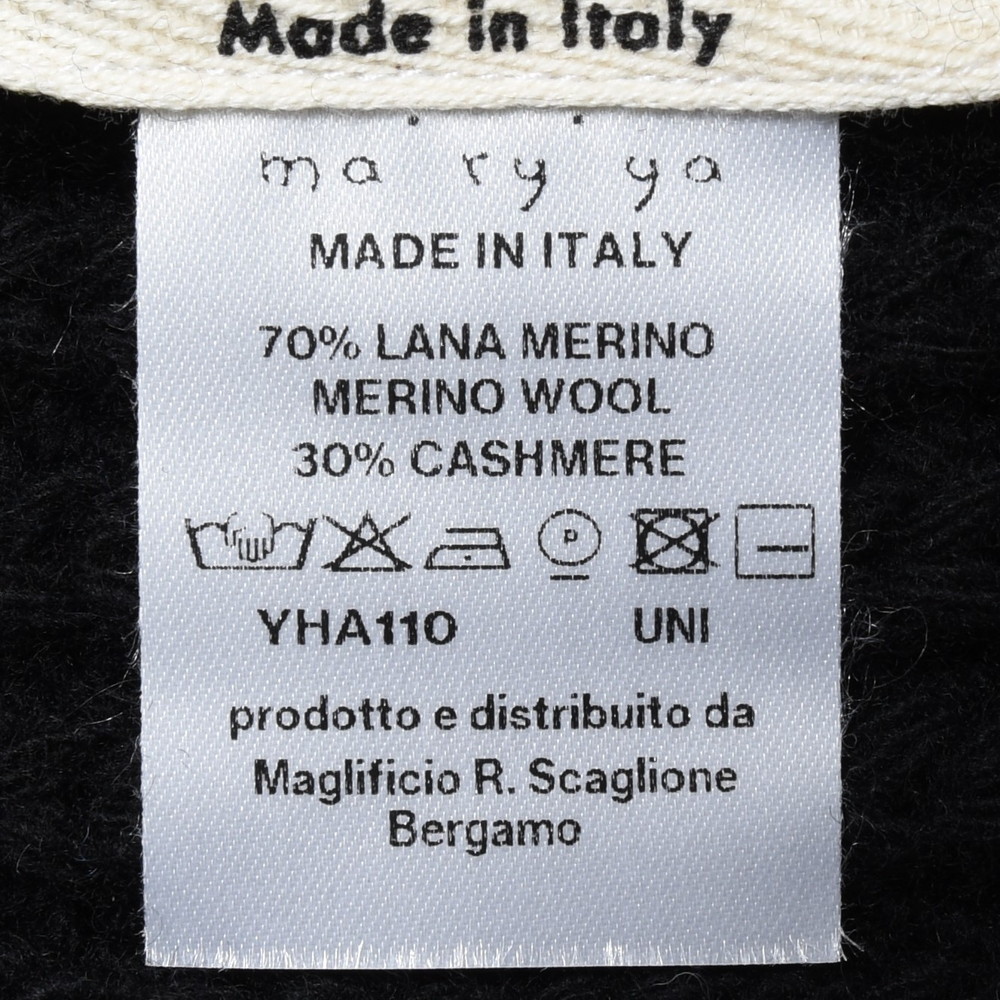 Made in Italy
ma ry ya
MADE IN ITALY
70% LANA MERINO
MERINO WOOL
30% CASHMERE
P
YHA110 UNI
prodotto e distribuito da
Maglificio R. Scaglione
Bergamo